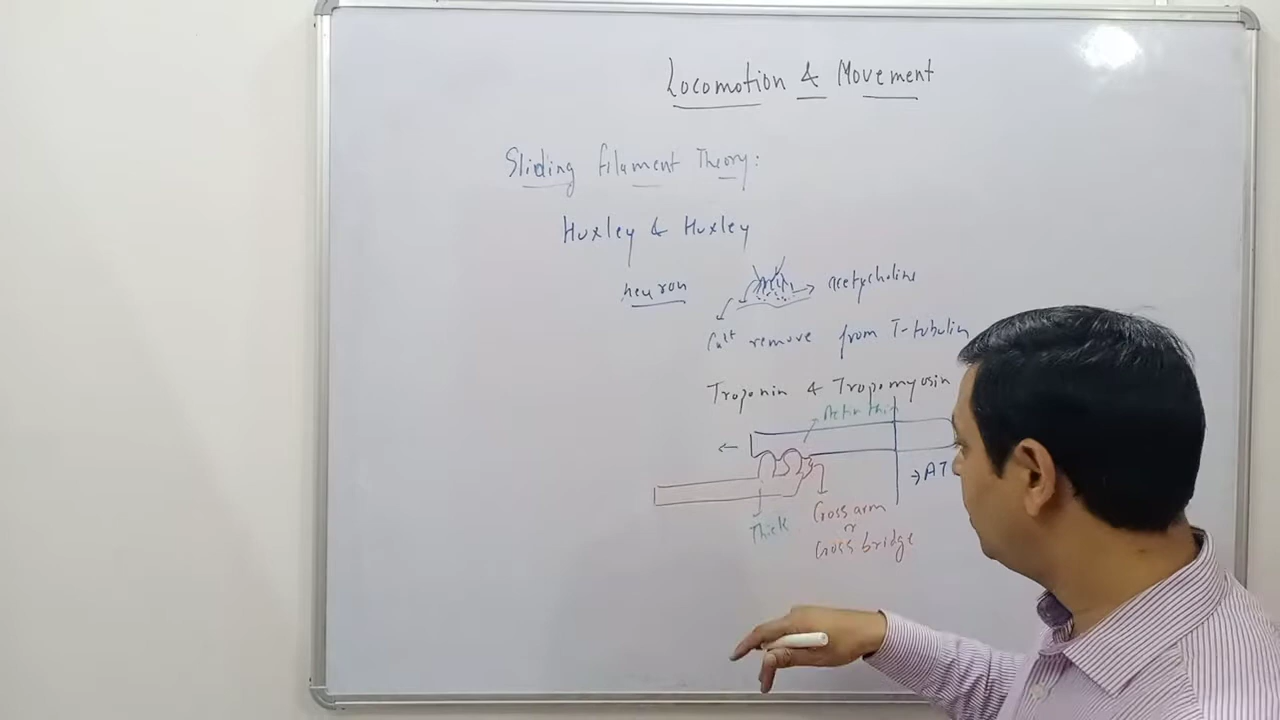 Locomotion & Movement
Sliding filament Theory:
Huxley & Huxley
neuron
acetycholine
Ca2+ remove from T-tubulin
Troponin & Tropomyosin
Actin thin
→ AT
Thick
Cross arm
or
Cross bridge